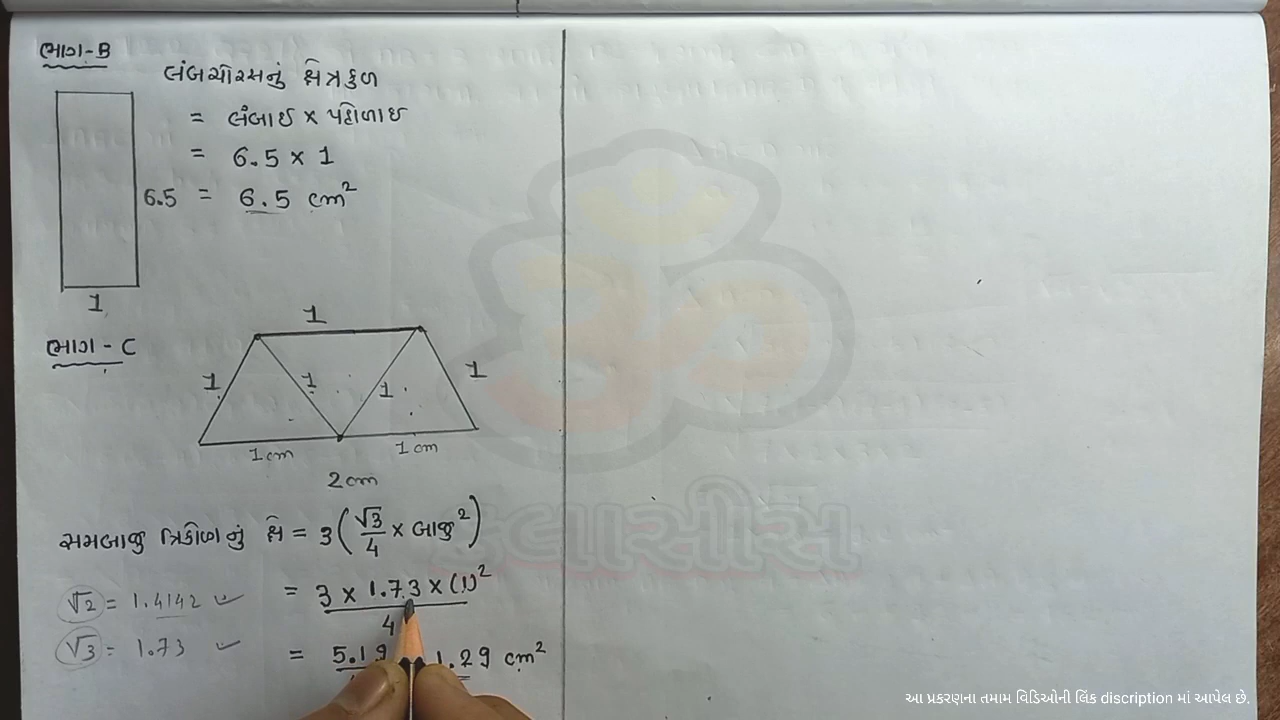 ભાગ-B
લંબચોરસનું ક્ષેત્રફળ
= લંબાઈ × પહોળાઈ
= 6.5 × 1
6.5 = 6.5 cm²
1
ભાગ - C
1
1 1 1 1
1cm 1cm
2cm
સમબાજુ ત્રિકોણનું ક્ષે = 3(√3/4 × બાજુ²)
= 3 × 1.73 × (1)²
4
√2 = 1.4142
√3 = 1.73
= 5.19 1.29 cm²
ૐ
ક્લાસીસ
આ પ્રકરણના તમામ વિડિઓની લિંક discription માં આપેલ છે.